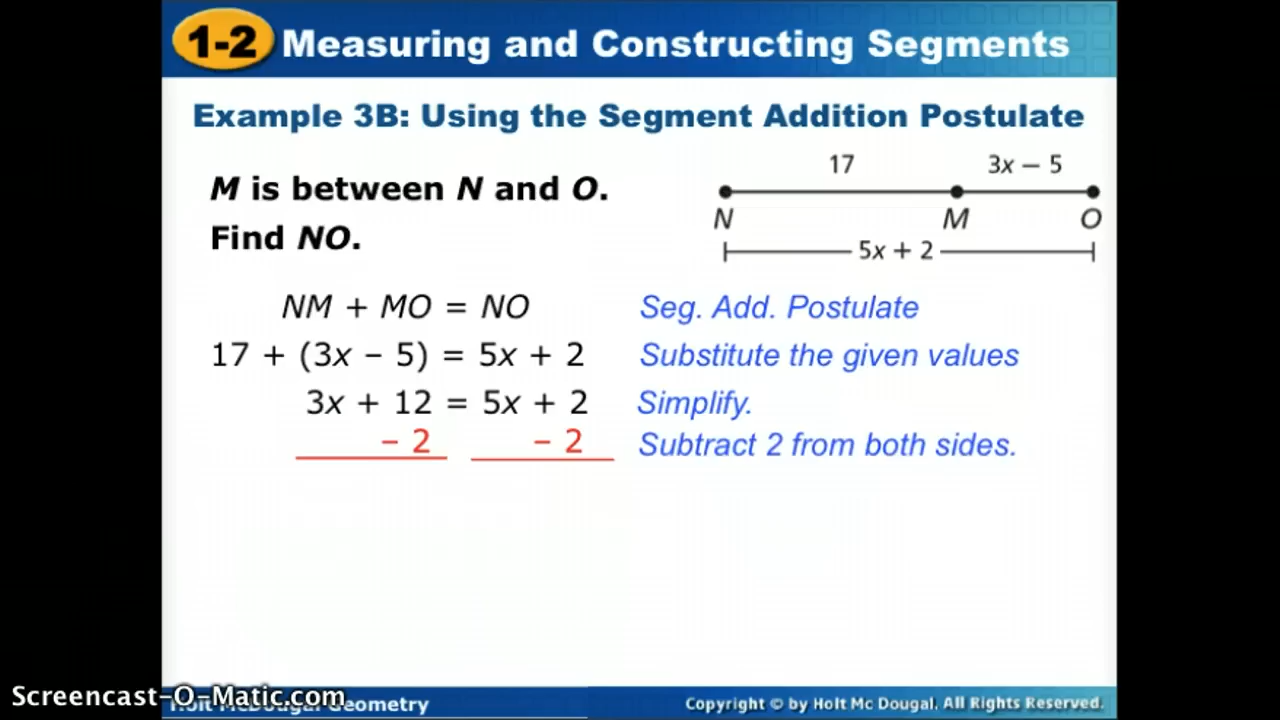 1-2 Measuring and Constructing Segments
Example 3B: Using the Segment Addition Postulate
M is between N and O.
Find NO.
17 3x – 5
N M O
5x + 2
NM + MO = NO Seg. Add. Postulate
17 + (3x – 5) = 5x + 2 Substitute the given values
3x + 12 = 5x + 2 Simplify.
– 2 – 2 Subtract 2 from both sides.
Screencast-O-Matic.com
Holt McDougal Geometry
Copyright © by Holt Mc Dougal. All Rights Reserved.